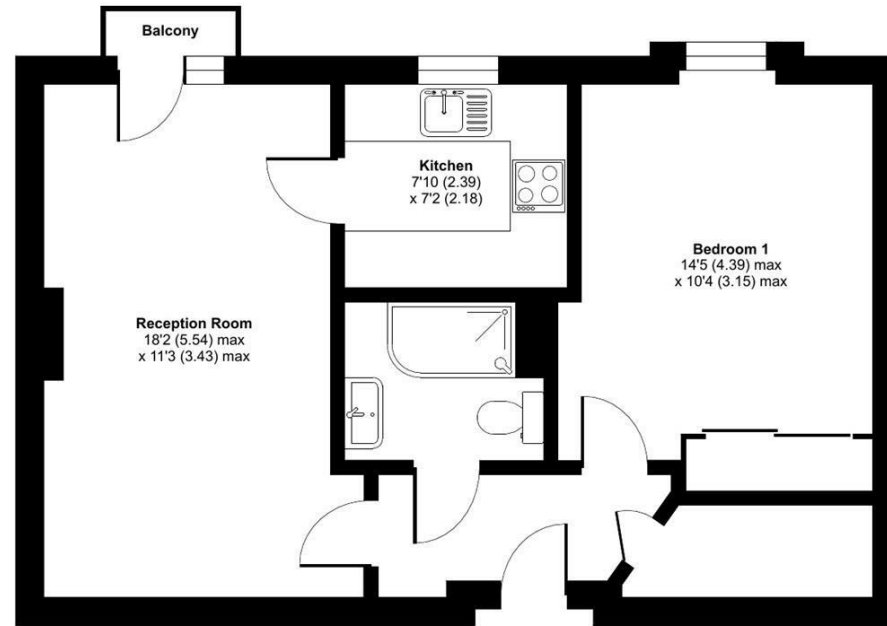 Balcony
Kitchen
7'10 (2.39)
x 7'2 (2.18)
Bedroom 1
14'5 (4.39) max
x 10'4 (3.15) max
Reception Room
18'2 (5.54) max
x 11'3 (3.43) max